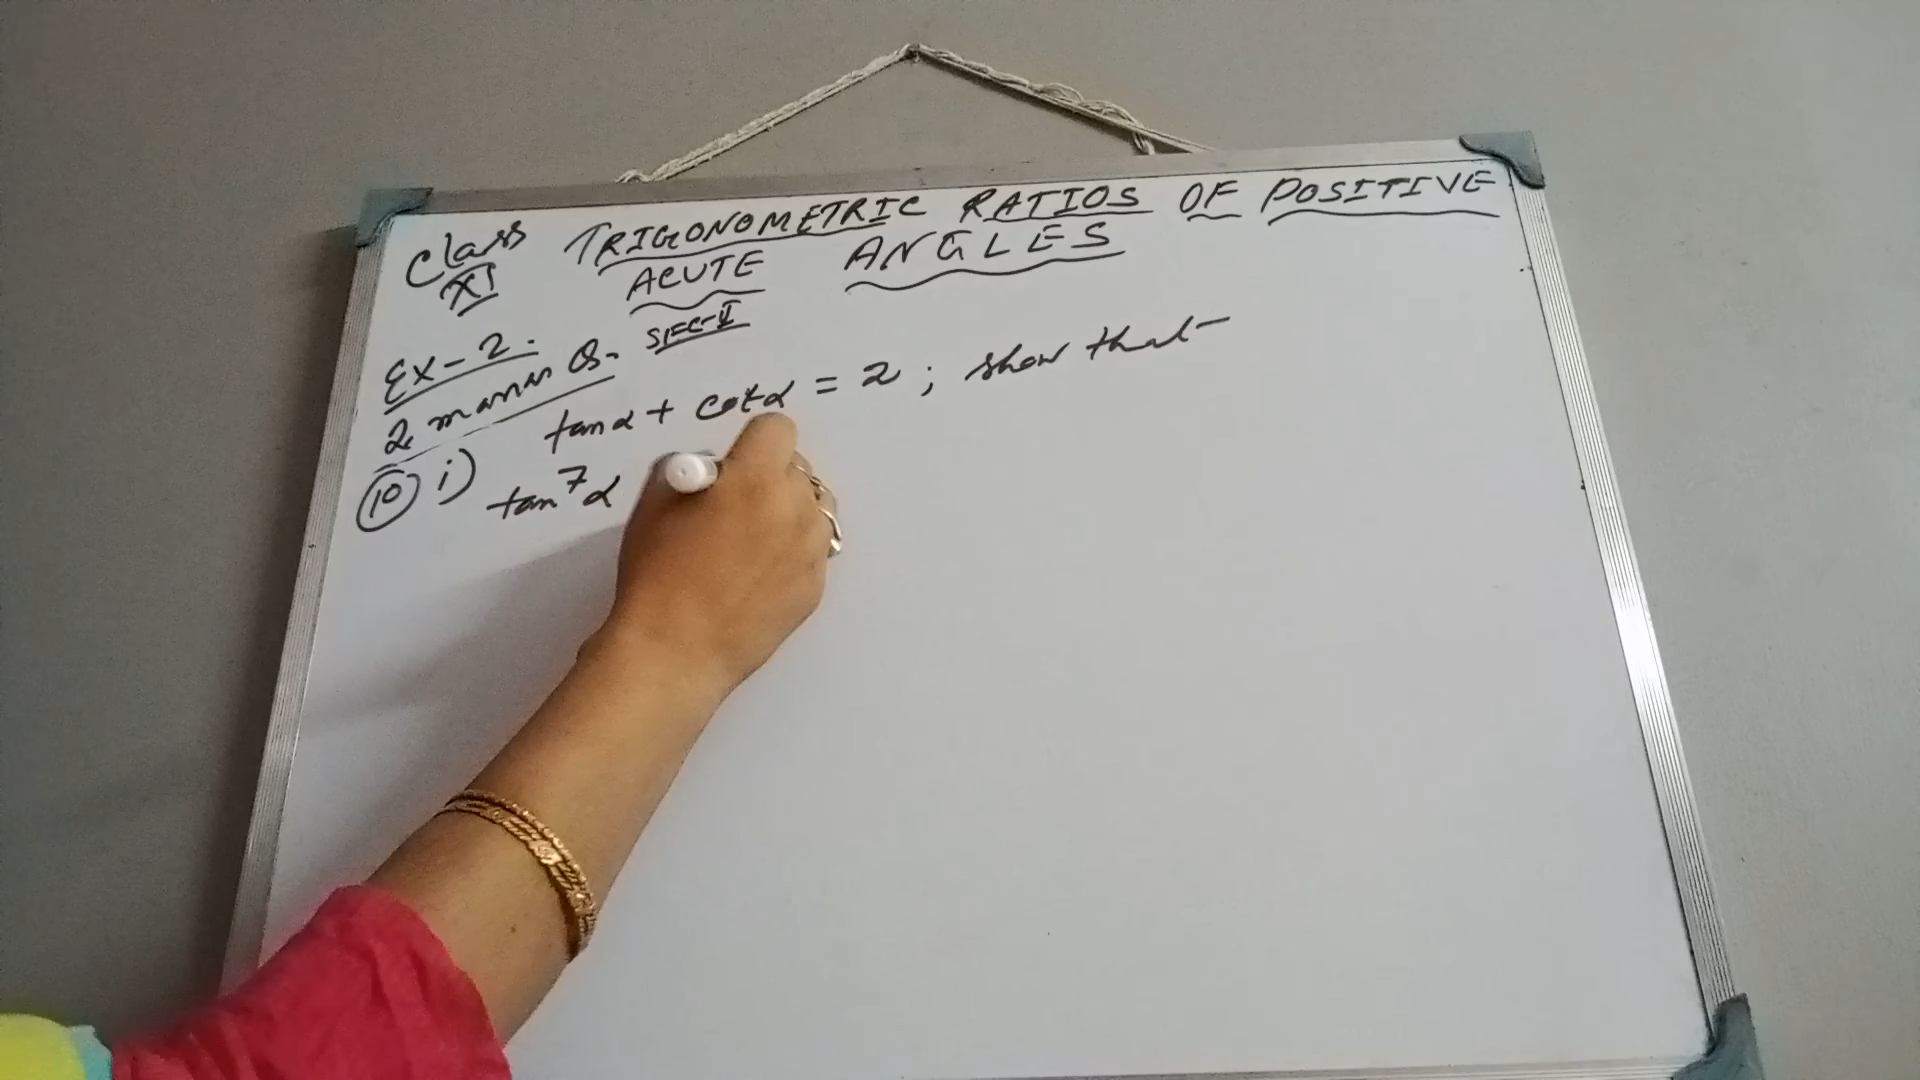 Class TRIGONOMETRIC RATIOS OF POSITIVE
XI ACUTE ANGLES
Ex-2. SEC-II
2 marks Q.
10 i) tanα + cotα = 2 ; show that-
tan⁷α